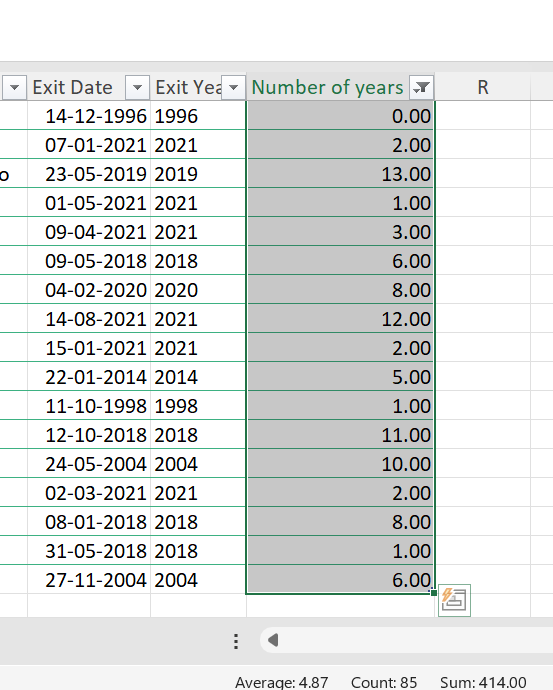 Exit Date Exit Yea Number of years R
14-12-1996 1996 0.00
07-01-2021 2021 2.00
o 23-05-2019 2019 13.00
01-05-2021 2021 1.00
09-04-2021 2021 3.00
09-05-2018 2018 6.00
04-02-2020 2020 8.00
14-08-2021 2021 12.00
15-01-2021 2021 2.00
22-01-2014 2014 5.00
11-10-1998 1998 1.00
12-10-2018 2018 11.00
24-05-2004 2004 10.00
02-03-2021 2021 2.00
08-01-2018 2018 8.00
31-05-2018 2018 1.00
27-11-2004 2004 6.00
Average: 4.87 Count: 85 Sum: 414.00